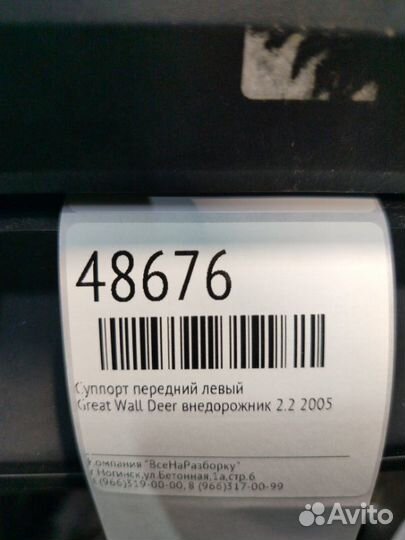 48676
Суппорт передний левый
Great Wall Deer внедорожник 2.2 2005
Компания "ВсеНаРазборку"
г.Ногинск,ул.Бетонная,1а,стр.6
8 (966)319-00-00, 8 (966)317-00-99
Avito